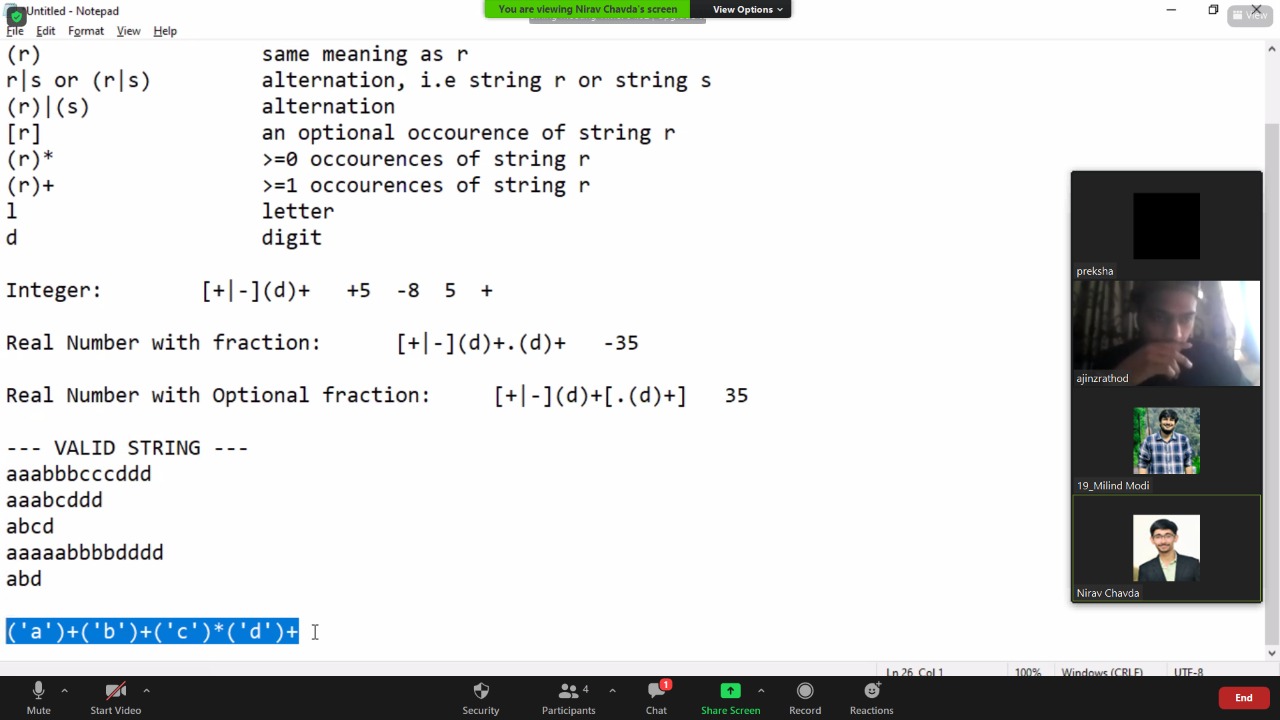 You are viewing Nirav Chavda's screen
View Options
Untitled - Notepad
View
File Edit Format View Help
(r) same meaning as r
r|s or (r|s) alternation, i.e string r or string s
(r)|(s) alternation
[r] an optional occourence of string r
(r)* >=0 occourences of string r
(r)+ >=1 occourences of string r
l letter
d digit
Integer: [+|-](d)+ +5 -8 5 +
Real Number with fraction: [+|-](d)+.(d)+ -35
Real Number with Optional fraction: [+|-](d)+[.(d)+] 35
--- VALID STRING ---
aaabbbcccddd
aaabcddd
abcd
aaaaabbbbdddd
abd
('a')+('b')+('c')*('d')+
preksha
ajinzrathod
19_Milind Modi
Nirav Chavda
Ln 26, Col 1 100% Windows (CRLF) UTF-8
Mute Start Video Security Participants 4 Chat 1 Share Screen Record Reactions End